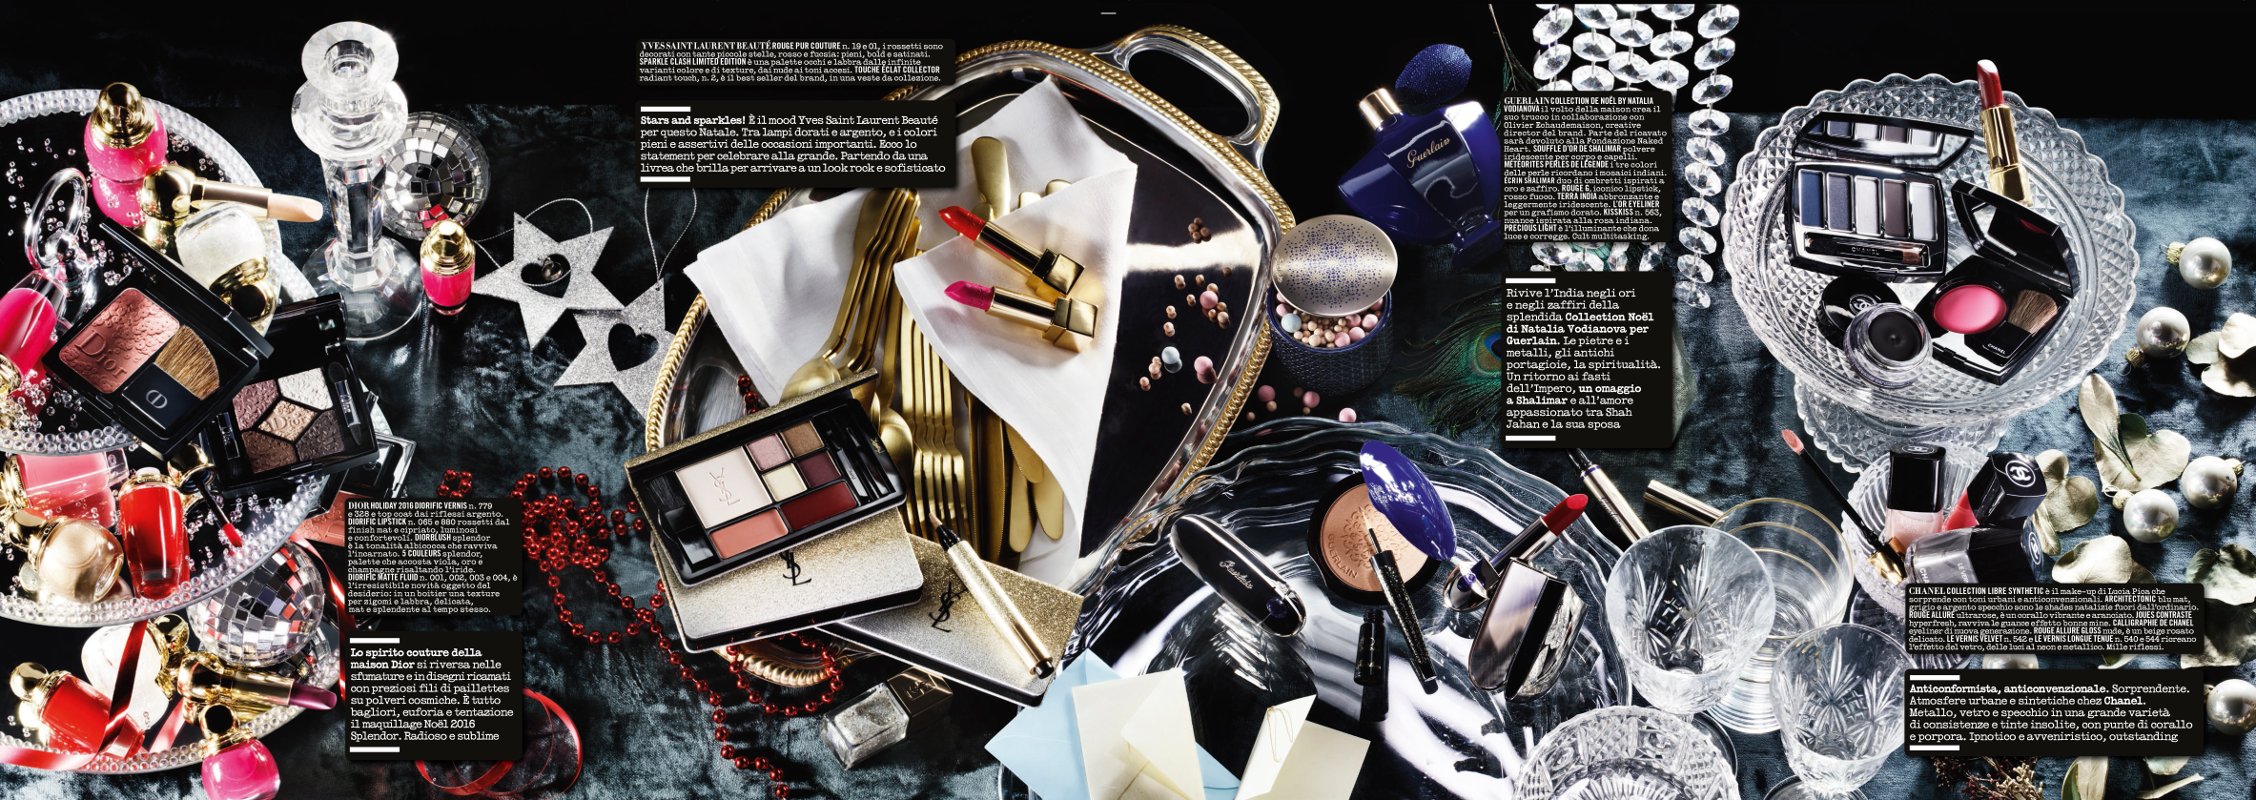 YVES SAINT LAURENT BEAUTÉ ROUGE PUR COUTURE n. 19 e 01, i rossetti sono
decorati con tante piccole stelle, rosso e fucsia: pieni, bold e satinati.
SPARKLE CLASH LIMITED EDITION è una palette occhi e labbra dalle infinite
varianti colore e di texture, dai nude ai toni accesi. TOUCHE ÉCLAT COLLECTOR
radiant touch, n. 2, è il best seller del brand, in una veste da collezione.
Stars and sparkles! È il mood Yves Saint Laurent Beauté
per questo Natale. Tra lampi dorati e argento, e i colori
pieni e assertivi delle occasioni importanti. Ecco lo
statement per celebrare alla grande. Partendo da una
livrea che brilla per arrivare a un look rock e sofisticato
GUERLAIN COLLECTION DE NOËL BY NATALIA
VODIANOVA il volto della maison crea il
suo trucco in collaborazione con
Olivier Echaudemaison, creative
director del brand. Parte del ricavato
sarà devoluto alla Fondazione Naked
Heart. SOUFFLE D'OR DE SHALIMAR polvere
iridescente per corpo e capelli.
METEORITES PERLES DE LÉGENDE i tre colori
delle perle ricordano i mosaici indiani.
ÉCRIN SHALIMAR duo di ombretti ispirati a
oro e zaffiro. ROUGE G, iconico lipstick,
rosso fuoco. TERRA INDIA abbronzante e
leggermente iridescente. L'OR EYELINER
per un grafismo dorato. KISSKISS n. 563,
nuance ispirata alla rosa indiana.
PRECIOUS LIGHT è l'illuminante che dona
luce e corregge. Cult multitasking.
Rivive l'India negli ori
e negli zaffiri della
splendida Collection Noël
di Natalia Vodianova per
Guerlain. Le pietre e i
metalli, gli antichi
portagioie, la spiritualità.
Un ritorno ai fasti
dell'Impero, un omaggio
a Shalimar e all'amore
appassionato tra Shah
Jahan e la sua sposa
DIOR HOLIDAY 2016 DIORIFIC VERNIS n. 779
e 328 e top coat dai riflessi argento.
DIORIFIC LIPSTICK n. 065 e 880 rossetti dal
finish mat e cipriato, luminosi
e confortevoli. DIORBLUSH splendor
è la tonalità albicocca che ravviva
l'incarnato. 5 COULEURS splendor,
palette che accosta viola, oro e
champagne risaltando l'iride.
DIORIFIC MATTE FLUID n. 001, 002, 003 e 004, è
l'irresistibile novità oggetto del
desiderio: in un boitier una texture
per zigomi e labbra, delicata,
mat e splendente al tempo stesso.
Lo spirito couture della
maison Dior si riversa nelle
sfumature e in disegni ricamati
con preziosi fili di paillettes
su polveri cosmiche. È tutto
bagliori, euforia e tentazione
il maquillage Noël 2016
Splendor. Radioso e sublime
CHANEL COLLECTION LIBRE SYNTHETIC è il make-up di Lucia Pica che
sorprende con toni urbani e anticonvenzionali. ARCHITECTONIC blu mat,
grigio e argento specchio sono le shades natalizie fuori dall'ordinario.
ROUGE ALLURE ultrarose, è un corallo vibrante e aranciato. JOUES CONTRASTE
hyperfresh, ravviva le guance effetto bonne mine. CALLIGRAPHIE DE CHANEL
eyeliner di nuova generazione. ROUGE ALLURE GLOSS nude, è un beige rosato
delicato. LE VERNIS VELVET n. 542 e LE VERNIS LONGUE TENUE n. 540 e 544 ricreano
l'effetto del vetro, delle luci al neon e metallico. Mille riflessi.
Anticonformista, anticonvenzionale. Sorprendente.
Atmosfere urbane e sintetiche chez Chanel.
Metallo, vetro e specchio in una grande varietà
di consistenze e tinte insolite, con punte di corallo
e porpora. Ipnotico e avveniristico, outstanding
Dior
Dior
YSL
YSL
YSL
Guerlain
Guerlain
GUERLAIN
CHANEL
CHANEL
CHANEL